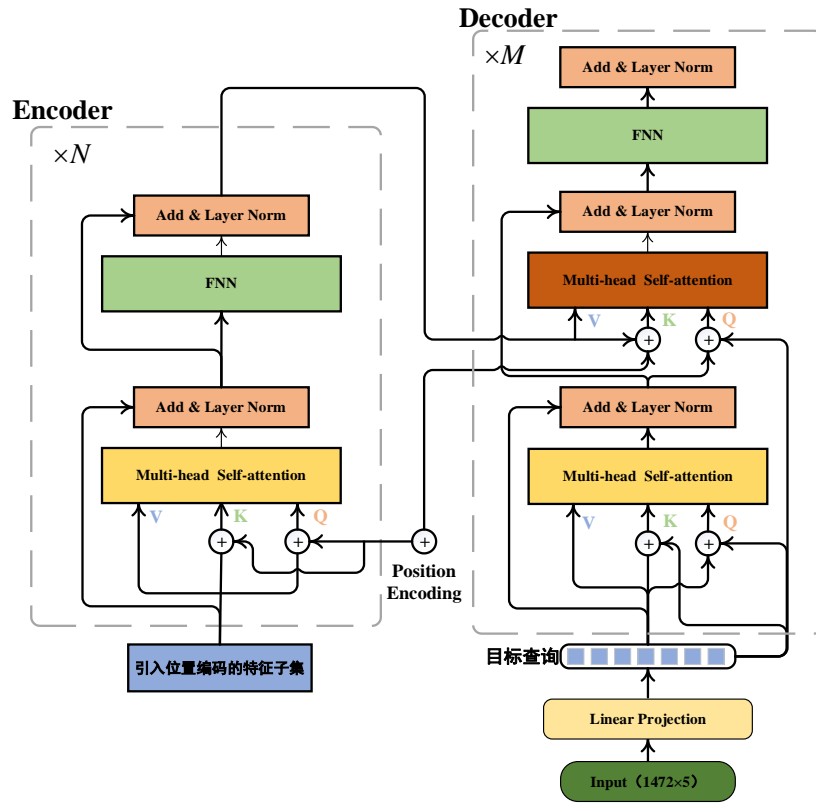 Encoder
×N
Add & Layer Norm
FNN
Add & Layer Norm
Multi-head Self-attention
V
K
Q
+
+
+
Position
Encoding
引入位置编码的特征子集
Decoder
×M
Add & Layer Norm
FNN
Add & Layer Norm
Multi-head Self-attention
V
K
Q
+
+
Add & Layer Norm
Multi-head Self-attention
V
K
Q
+
+
目标查询
Linear Projection
Input（1472×5）